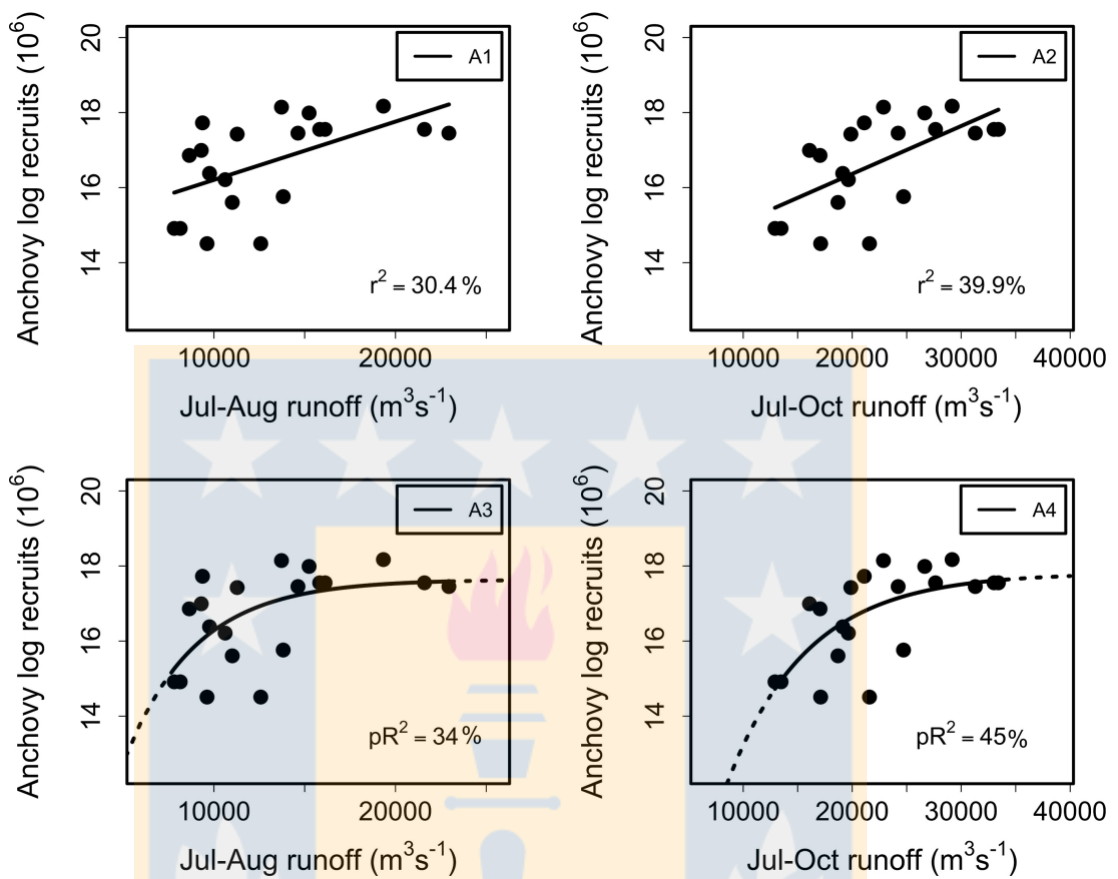 Anchovy log recruits (10⁶)
20
18
16
14
A1
r² = 30.4 %
10000 20000
Jul-Aug runoff (m³s⁻¹)
Anchovy log recruits (10⁶)
20
18
16
14
A2
r² = 39.9%
10000 20000 30000 40000
Jul-Oct runoff (m³s⁻¹)
Anchovy log recruits (10⁶)
20
18
16
14
A3
pR² = 34%
10000 20000
Jul-Aug runoff (m³s⁻¹)
Anchovy log recruits (10⁶)
20
18
16
14
A4
pR² = 45%
10000 20000 30000 40000
Jul-Oct runoff (m³s⁻¹)